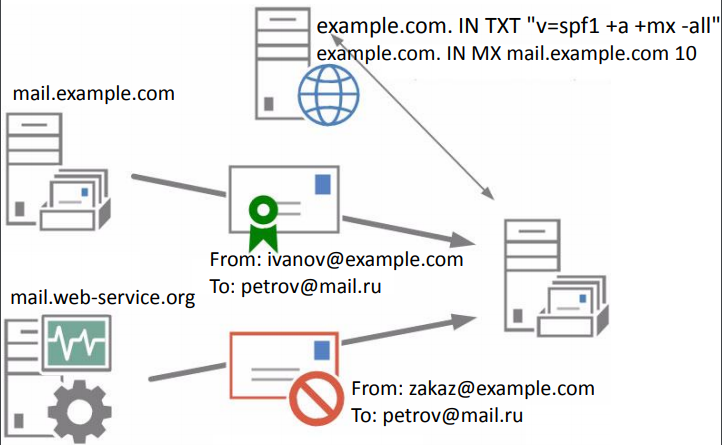 example.com. IN TXT "v=spf1 +a +mx -all"
example.com. IN MX mail.example.com 10
mail.example.com
From: ivanov@example.com
To: petrov@mail.ru
mail.web-service.org
From: zakaz@example.com
To: petrov@mail.ru